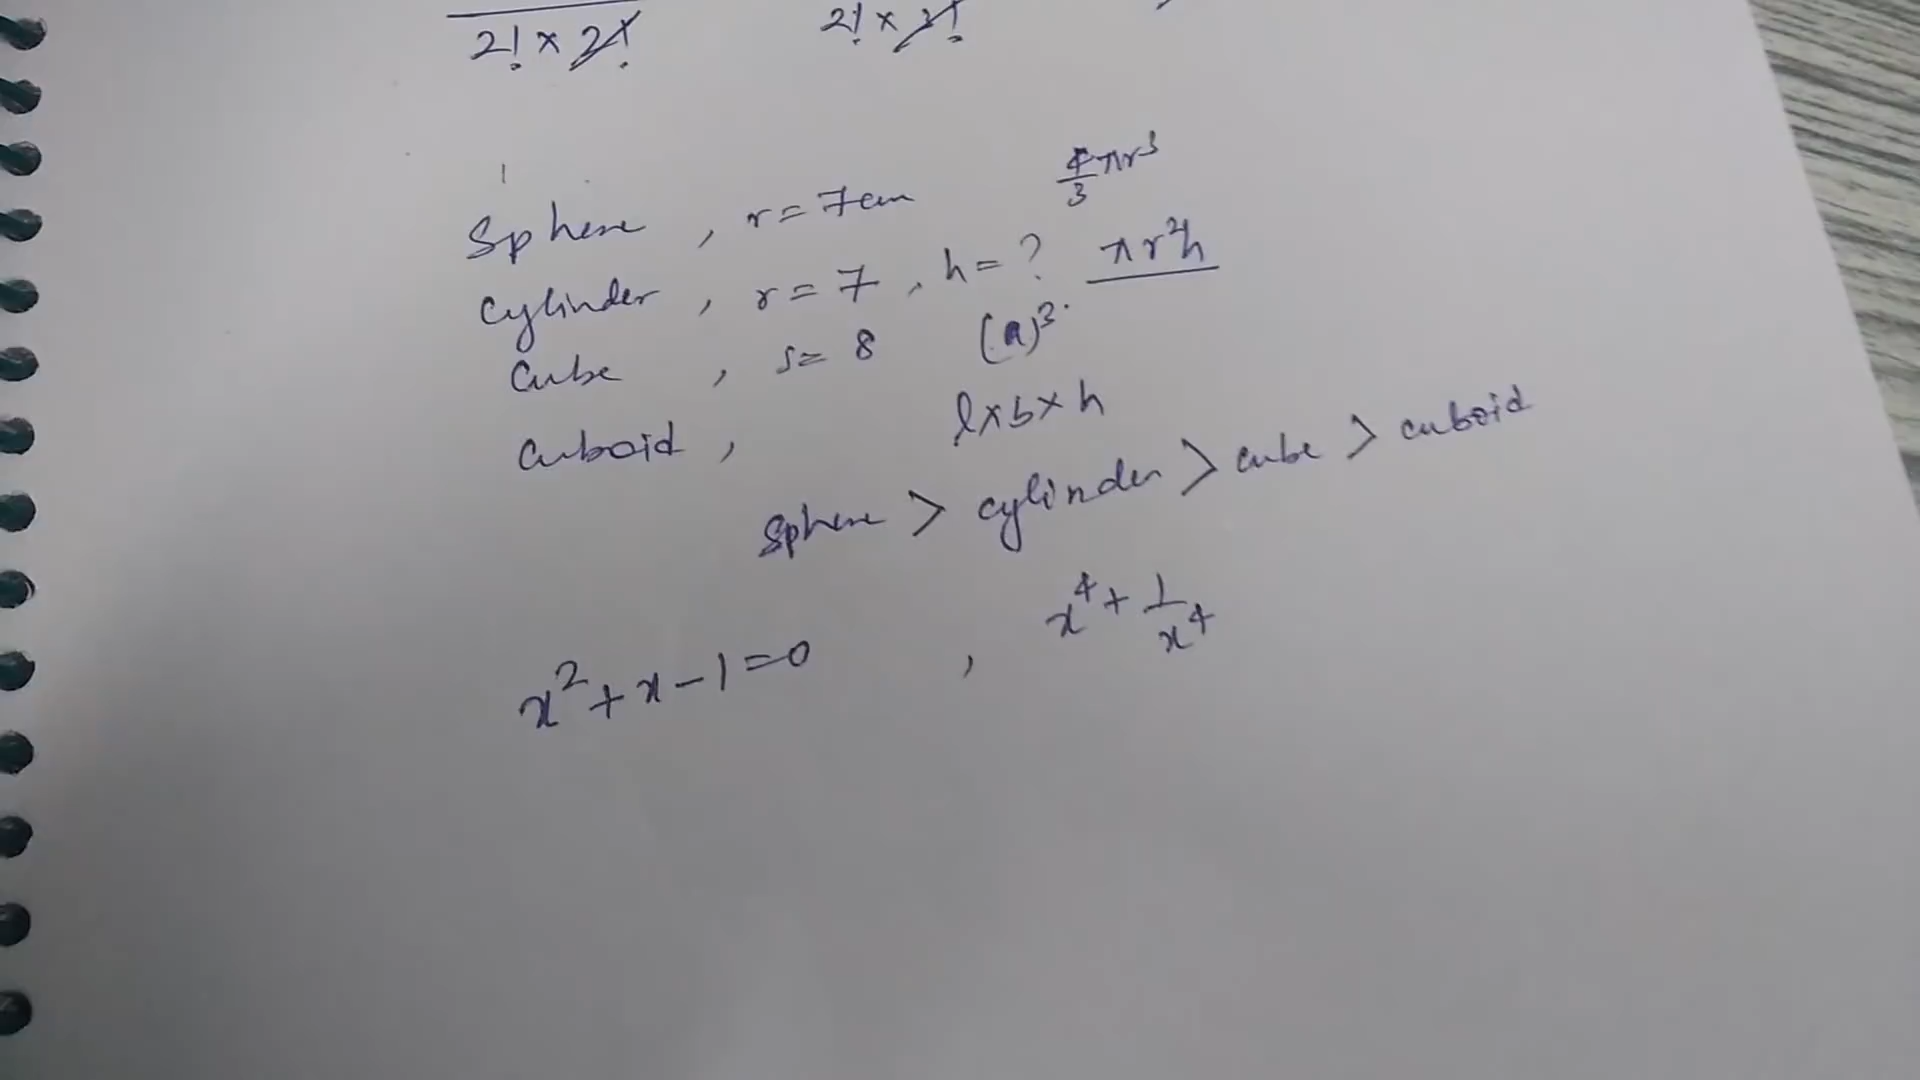 2! × 2!
2! × 3!
Sphere , r = 7cm 4/3 πr³
Cylinder , r = 7 , h = ? πr²h
Cube , s = 8 (a)³
Cuboid , l×b×h
Sphere > cylinder > cube > cuboid
x² + x − 1 = 0 , x⁴ + 1/x⁴